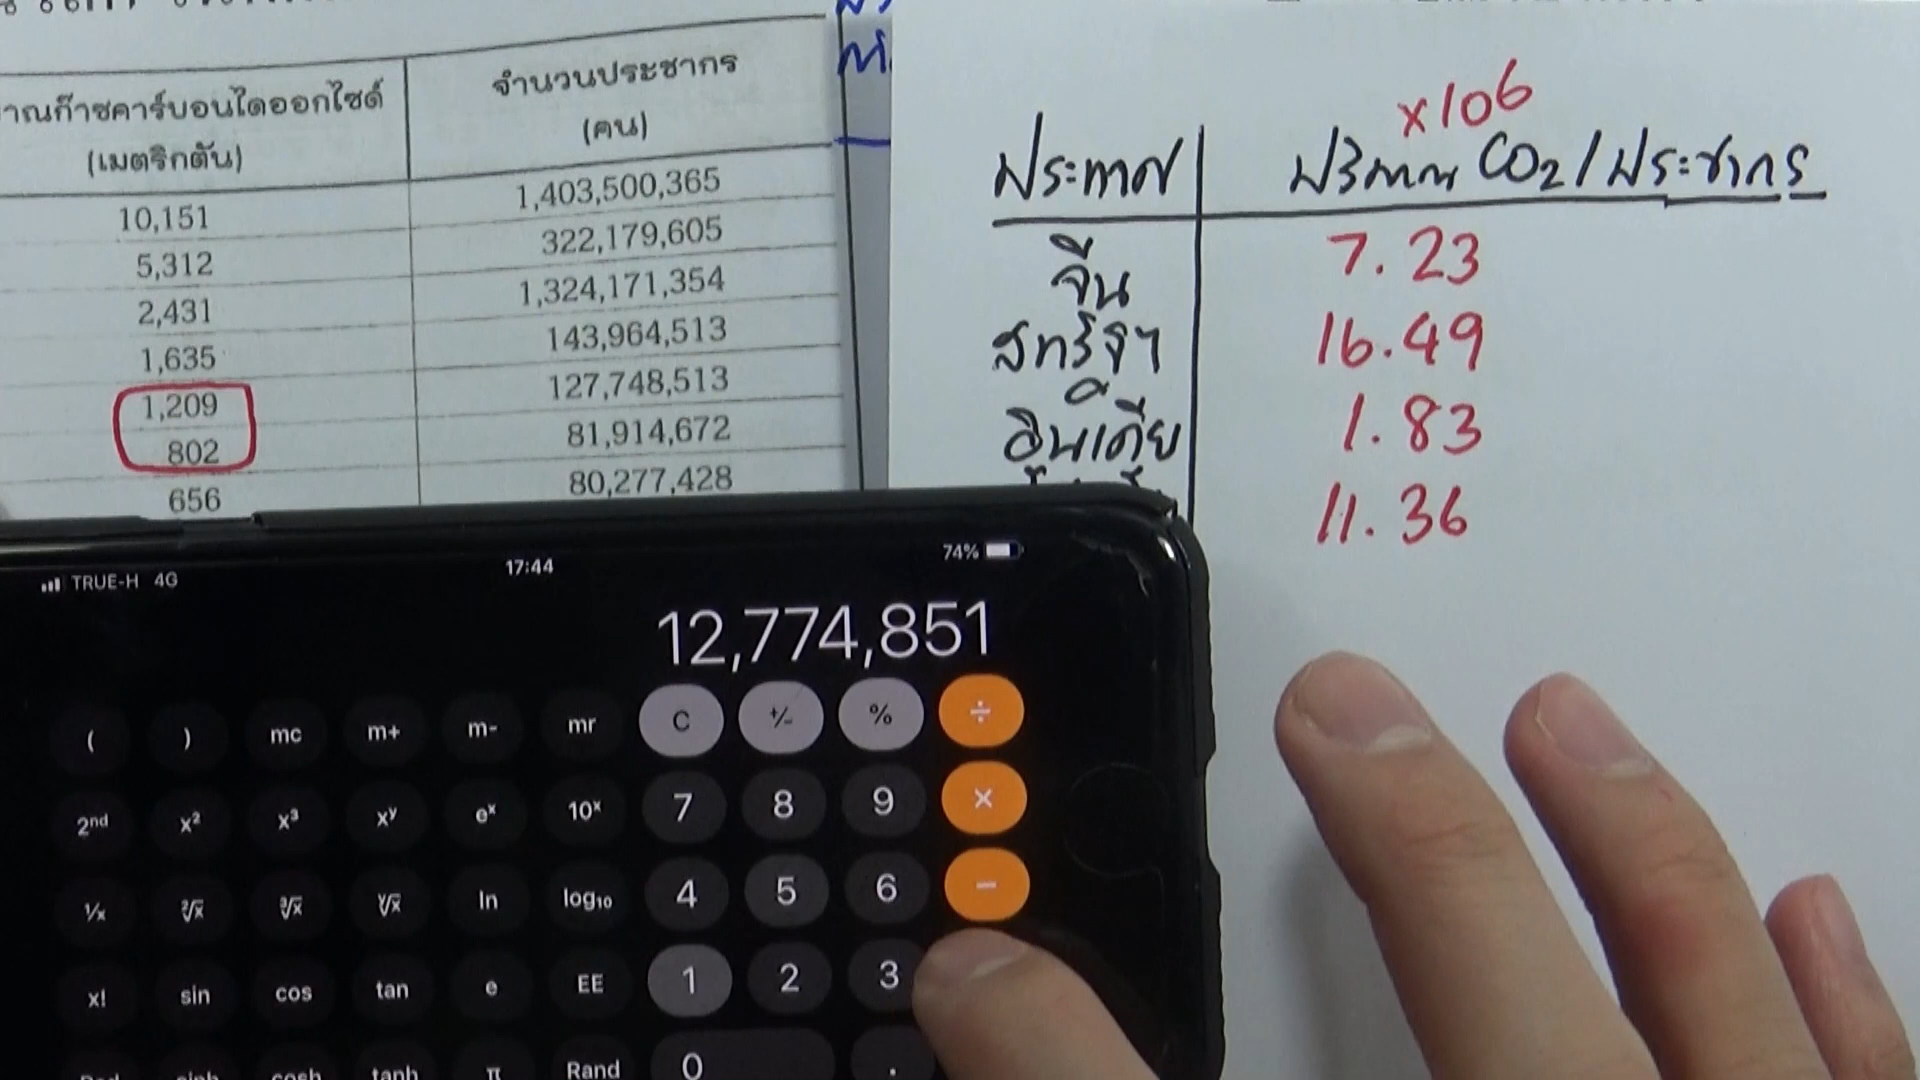 าณก๊าซคาร์บอนไดออกไซด์
(เมตริกตัน)
จำนวนประชากร
(คน)
10,151 1,403,500,365
5,312 322,179,605
2,431 1,324,171,354
1,635 143,964,513
1,209 127,748,513
802 81,914,672
656 80,277,428
x106
ประเทศ ปริมาณ CO2/ประชากร
จีน 7.23
สหรัฐฯ 16.49
อินเดีย 1.83
11.36
TRUE-H 4G 17:44 74%
12,774,851
( ) mc m+ m- mr C +/- % ÷
2nd x² x³ xʸ eˣ 10ˣ 7 8 9 ×
1/x ²√x ³√x ʸ√x ln log10 4 5 6 −
x! sin cos tan e EE 1 2 3
Rad sinh cosh tanh π Rand 0 .